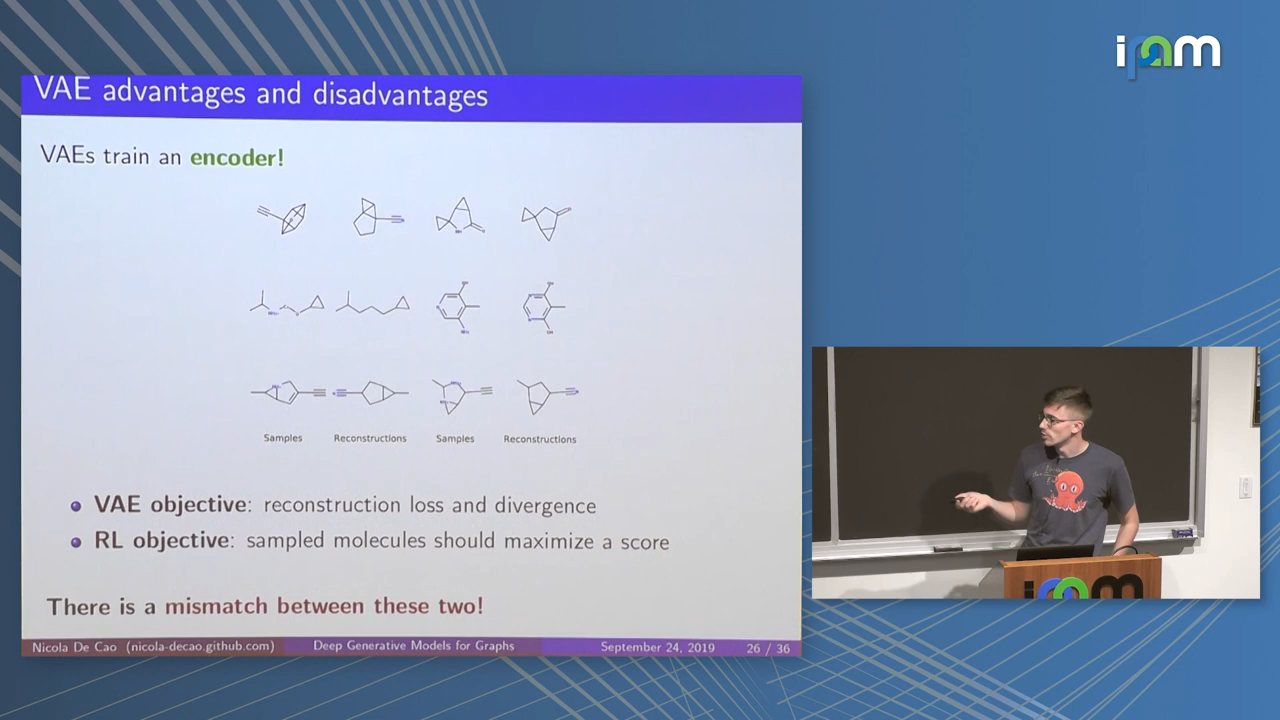 ipam
VAE advantages and disadvantages
VAEs train an encoder!
Samples Reconstructions Samples Reconstructions
VAE objective: reconstruction loss and divergence
RL objective: sampled molecules should maximize a score
There is a mismatch between these two!
Nicola De Cao (nicola-decao.github.com) Deep Generative Models for Graphs September 24, 2019 26 / 36
ipam